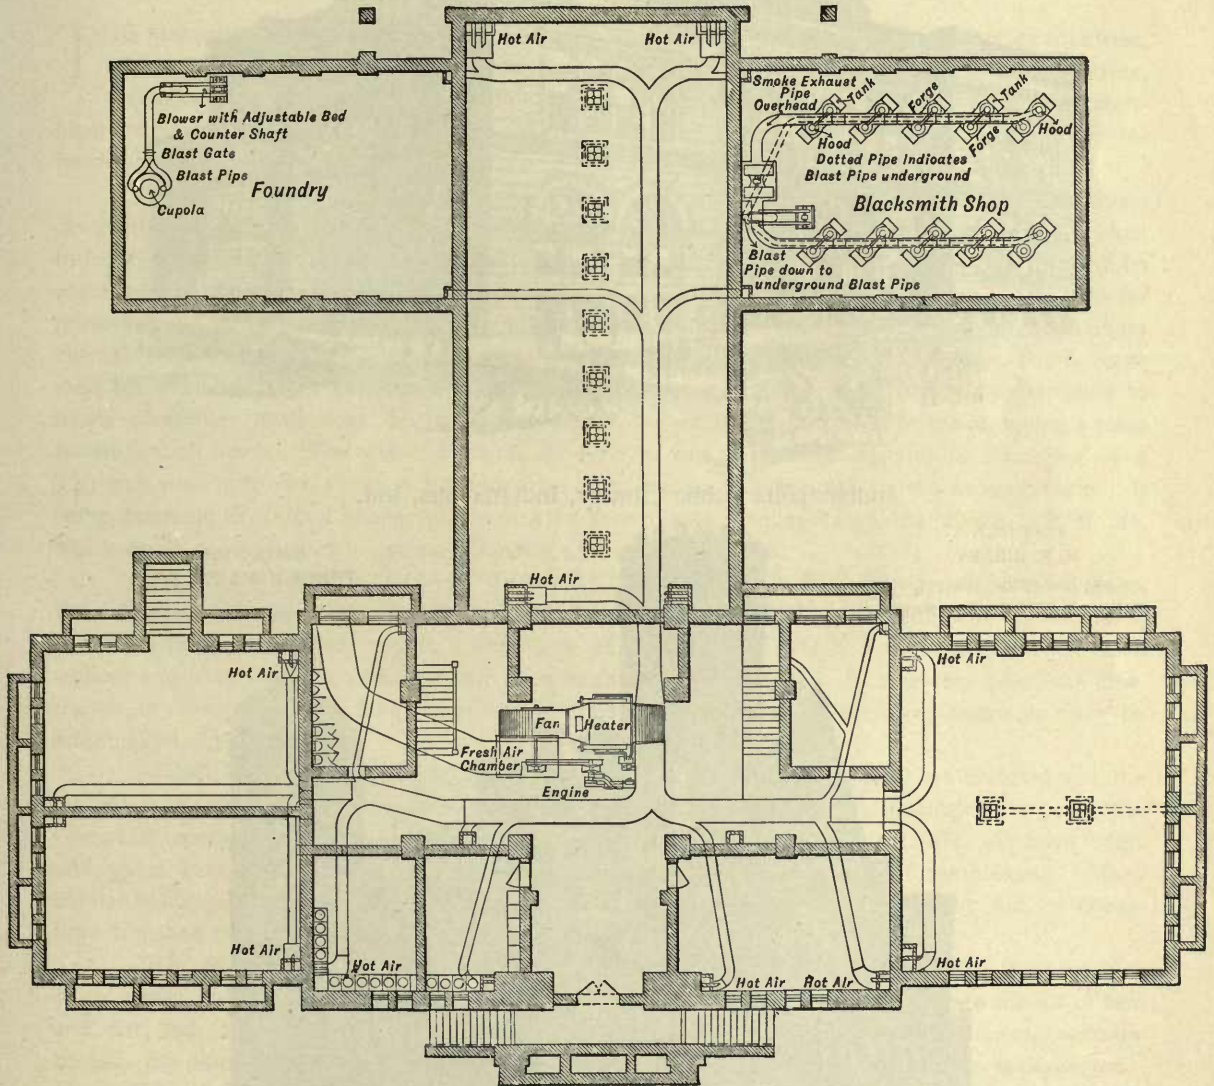 Hot Air
Hot Air
Blower with Adjustable Bed
& Counter Shaft
Blast Gate
Blast Pipe
Foundry
Cupola
Smoke Exhaust
Pipe
Overhead
Tank
Forge
Tank
Hood
Hood
Forge
Dotted Pipe Indicates
Blast Pipe underground
Blacksmith Shop
Blast
Pipe down to
underground Blast Pipe
Hot Air
Hot Air
Hot Air
Fan
Heater
Fresh Air
Chamber
Engine
Hot Air
Hot Air
Hot Air
Hot Air
Hot Air